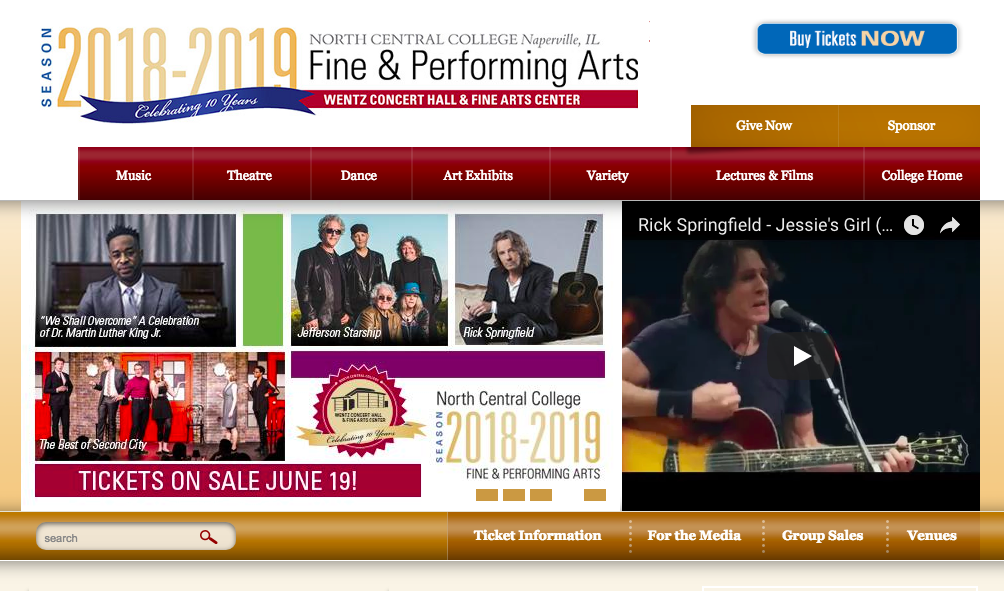 SEASON
2018-2019
Celebrating 10 Years
NORTH CENTRAL COLLEGE Naperville, IL
Fine & Performing Arts
WENTZ CONCERT HALL & FINE ARTS CENTER
Buy Tickets NOW
Give Now
Sponsor
Music
Theatre
Dance
Art Exhibits
Variety
Lectures & Films
College Home
"We Shall Overcome" A Celebration
of Dr. Martin Luther King Jr.
Jefferson Starship
Rick Springfield
Rick Springfield - Jessie's Girl (...
The Best of Second City
NORTH CENTRAL COLLEGE
WENTZ CONCERT HALL
& FINE ARTS CENTER
Celebrating 10 Years
North Central College
SEASON
2018-2019
FINE & PERFORMING ARTS
TICKETS ON SALE JUNE 19!
search
Ticket Information
For the Media
Group Sales
Venues